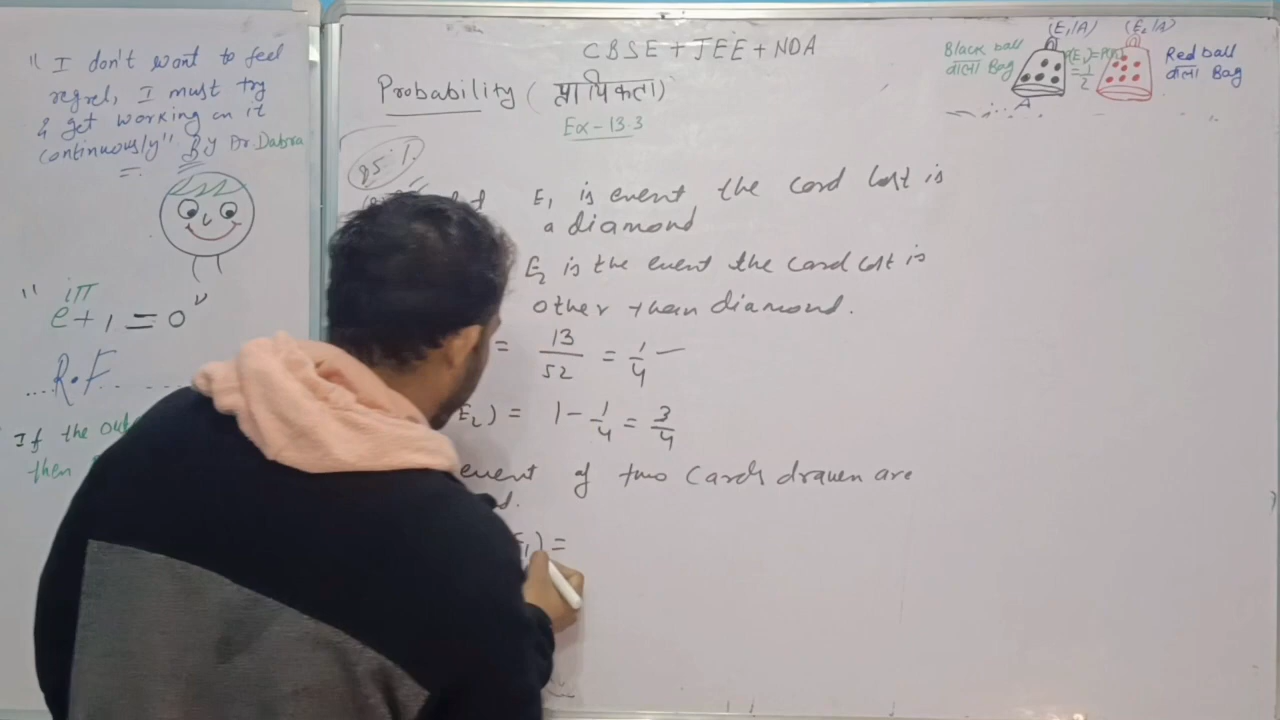 " I don't want to feel
regrel, I must try
& get working on it
continuously" By Dr. Dabra
" e^iπ + 1 = 0 "
R.F
If the out
then
CBSE + JEE + NDA
Probability ( प्रायिकता )
Ex - 13.3
E₁ is event the card lost is
a diamond
E₂ is the event the card lost is
other than diamond.
= 13/52 = 1/4
E₂) = 1 - 1/4 = 3/4
event of two cards drawn are
E₁) =
(E₁/A) (E₂/A)
Black ball
वाला Bag
P(E₁) = P(E₂)
= 1/2
A
Red ball
वाला Bag